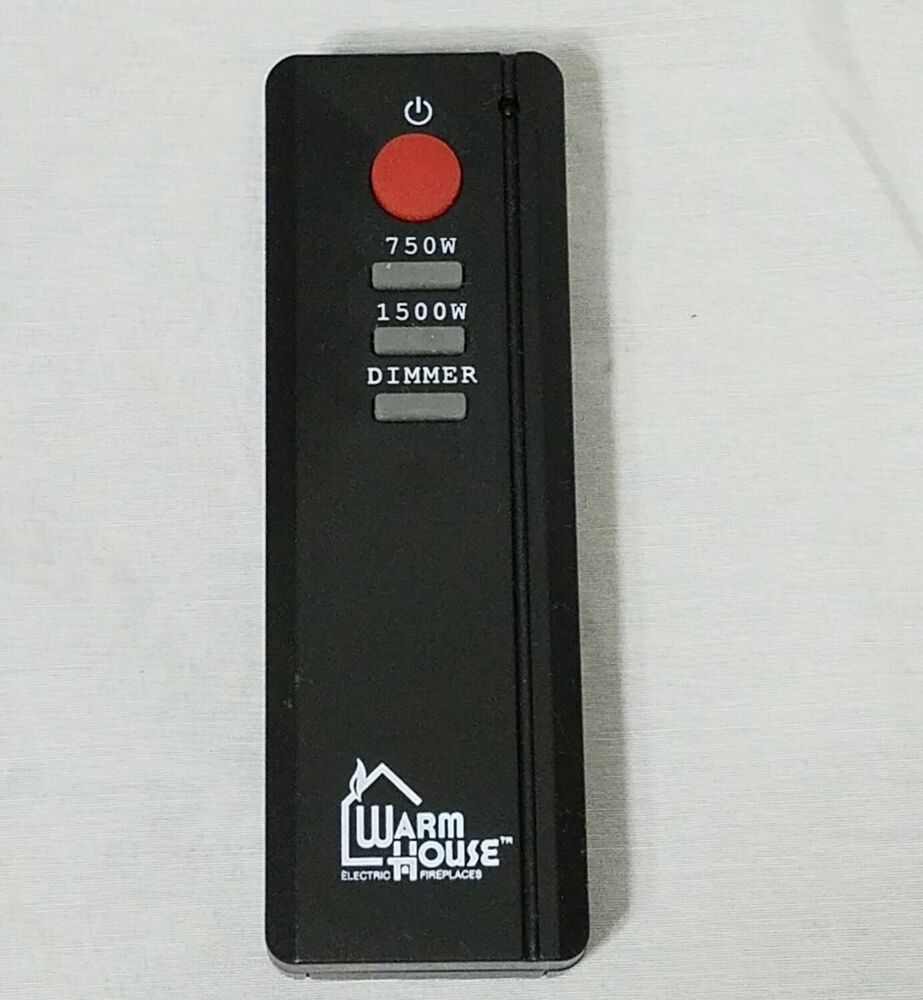 750W
1500W
DIMMER
WARM
HOUSE™
ELECTRIC FIREPLACES